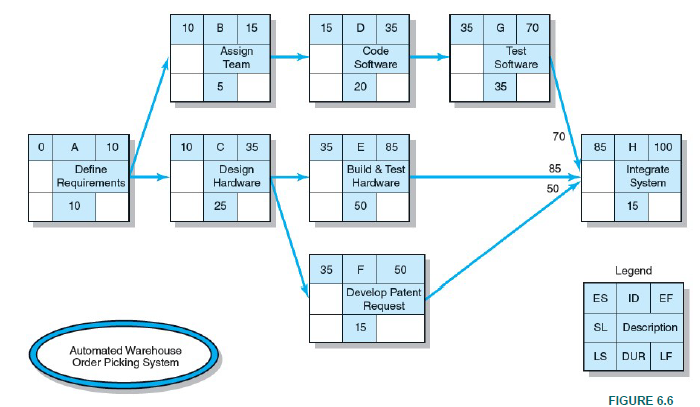 10 B 15
Assign
Team
5
15 D 35
Code
Software
20
35 G 70
Test
Software
35
0 A 10
Define
Requirements
10
10 C 35
Design
Hardware
25
35 E 85
Build & Test
Hardware
50
70
85
50
85 H 100
Integrate
System
15
35 F 50
Develop Patent
Request
15
Legend
ES ID EF
SL Description
LS DUR LF
Automated Warehouse
Order Picking System
FIGURE 6.6